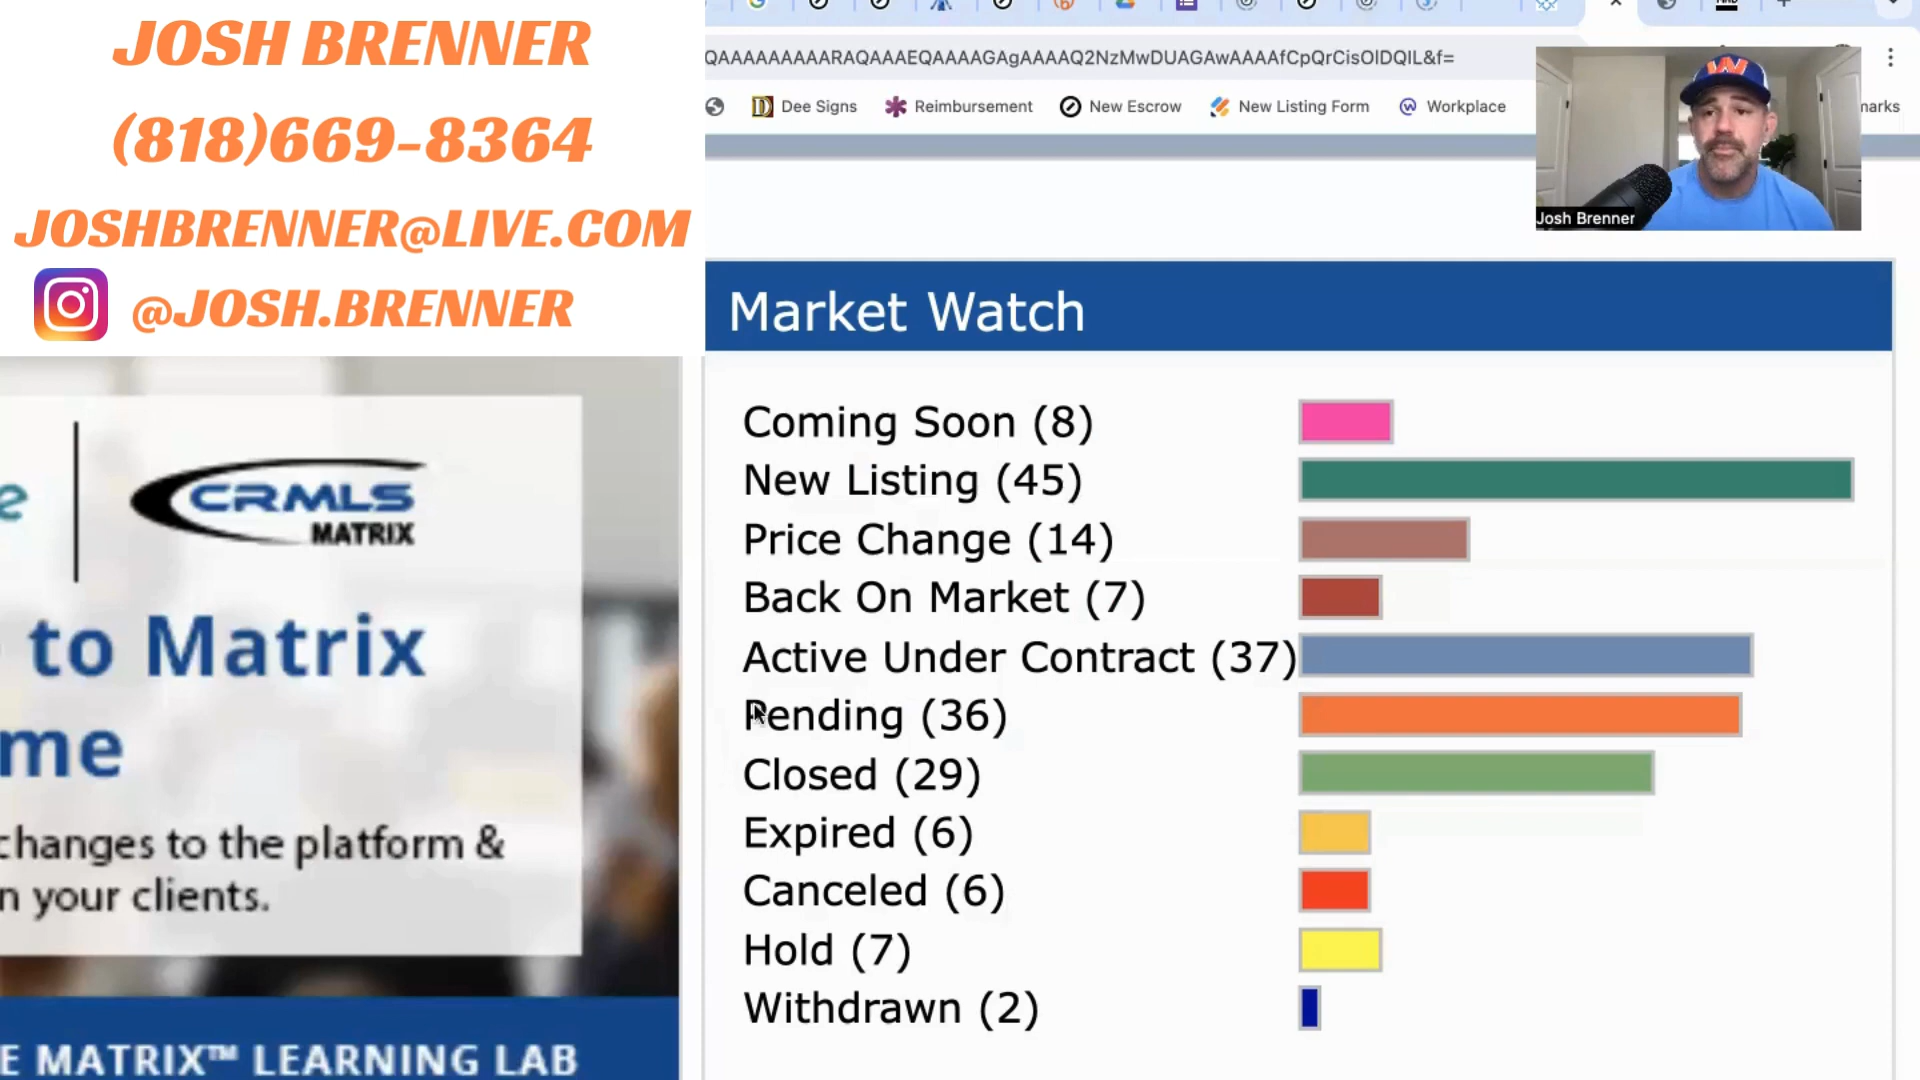 JOSH BRENNER
(818)669-8364
JOSHBRENNER@LIVE.COM
@JOSH.BRENNER
QAAAAAAAAARAQAAAEQAAAAGAgAAAAQ2NzMwDUAGAwAAAAfCpQrCisOlDQIL&f=
Dee Signs
Reimbursement
New Escrow
New Listing Form
Workplace
marks
Josh Brenner
Market Watch
Coming Soon (8)
New Listing (45)
Price Change (14)
Back On Market (7)
Active Under Contract (37)
Pending (36)
Closed (29)
Expired (6)
Canceled (6)
Hold (7)
Withdrawn (2)
e
CRMLS
MATRIX
to Matrix
me
changes to the platform &
n your clients.
E MATRIX™ LEARNING LAB